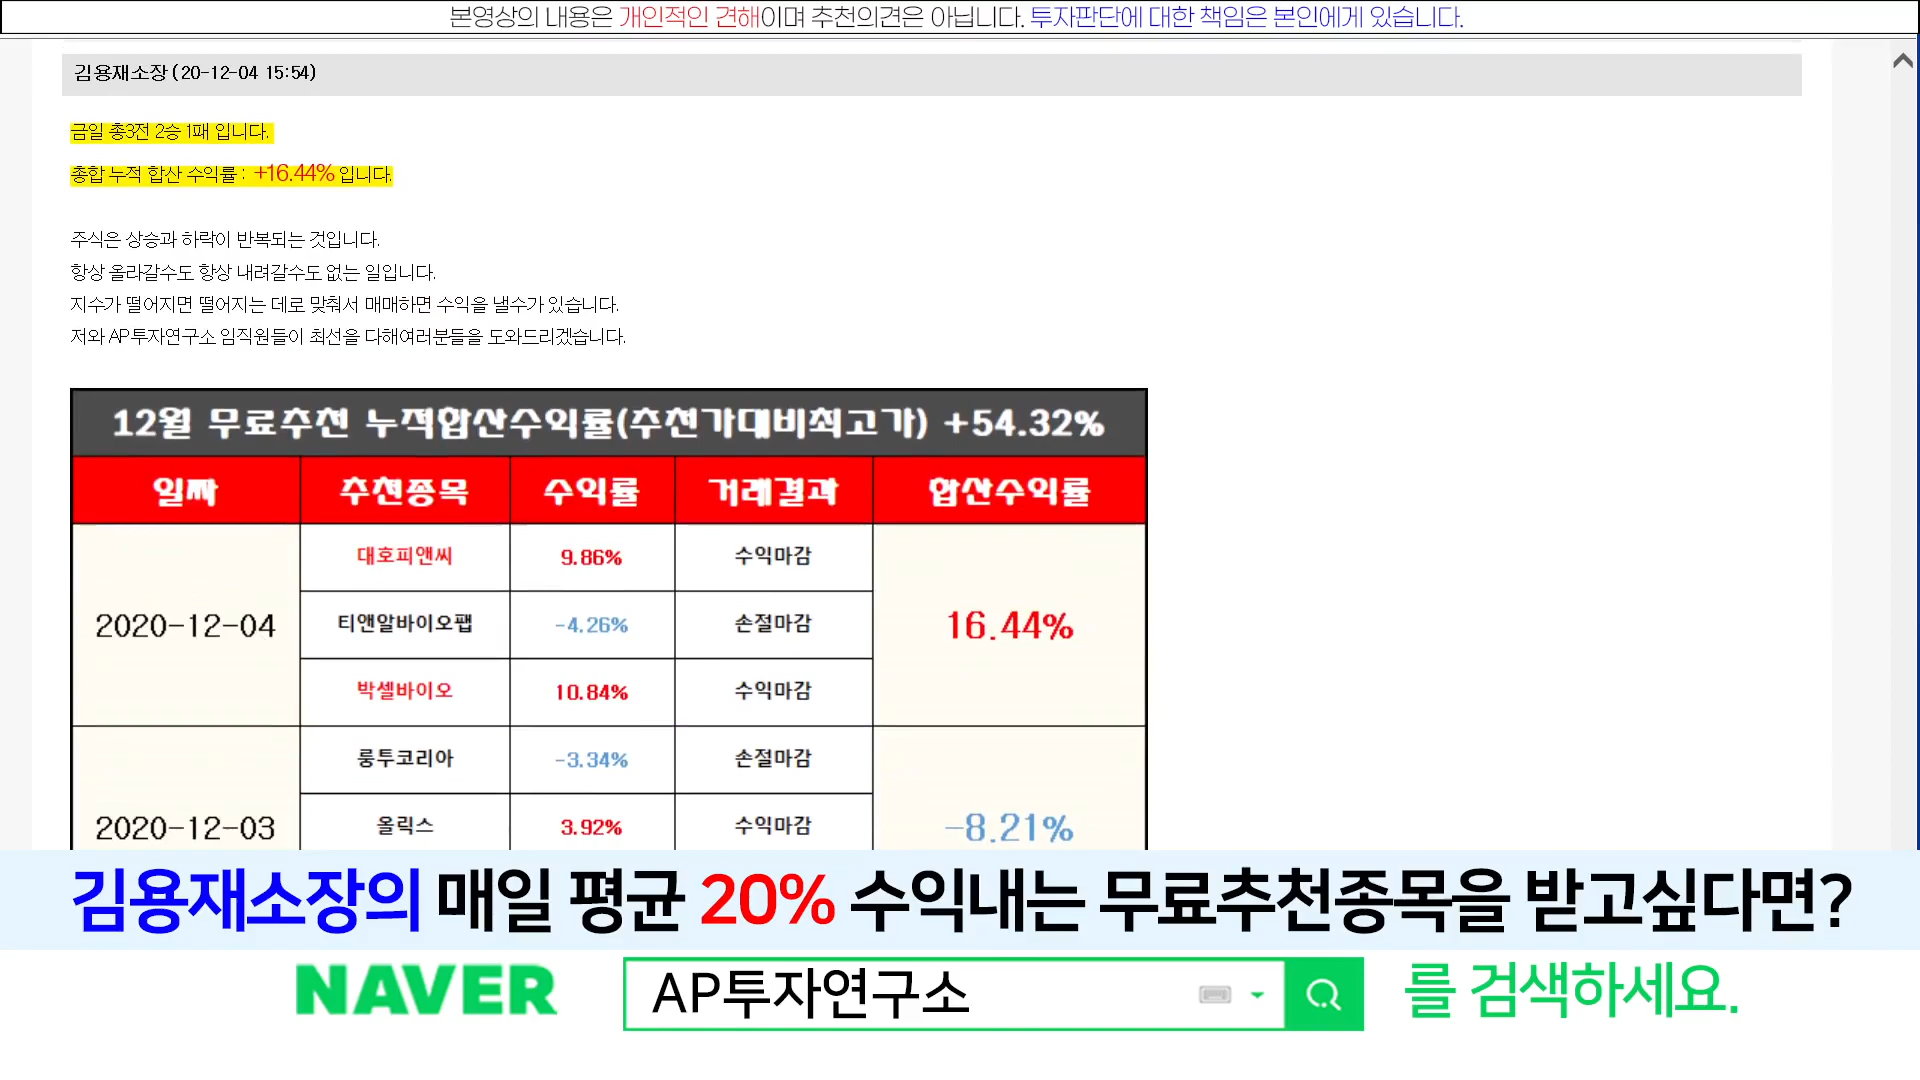 본영상의 내용은 개인적인 견해이며 추천의견은 아닙니다. 투자판단에 대한 책임은 본인에게 있습니다.
김용재소장 (20-12-04 15:54)
금일 총3전 2승 1패 입니다.
총합 누적 합산 수익률 : +16.44% 입니다.
주식은 상승과 하락이 반복되는 것입니다.
항상 올라갈수도 항상 내려갈수도 없는 일입니다.
지수가 떨어지면 떨어지는 데로 맞춰서 매매하면 수익을 낼수가 있습니다.
저와 AP투자연구소 임직원들이 최선을 다해여러분들을 도와드리겠습니다.
12월 무료추천 누적합산수익률(추천가대비최고가) +54.32%
일짜 추천종목 수익률 거래결과 합산수익률
2020-12-04 대호피앤씨 9.86% 수익마감 16.44%
티앤알바이오팹 -4.26% 손절마감
박셀바이오 10.84% 수익마감
2020-12-03 룽투코리아 -3.34% 손절마감 -8.21%
올릭스 3.92% 수익마감
김용재소장의 매일 평균 20% 수익내는 무료추천종목을 받고싶다면?
NAVER AP투자연구소 를 검색하세요.